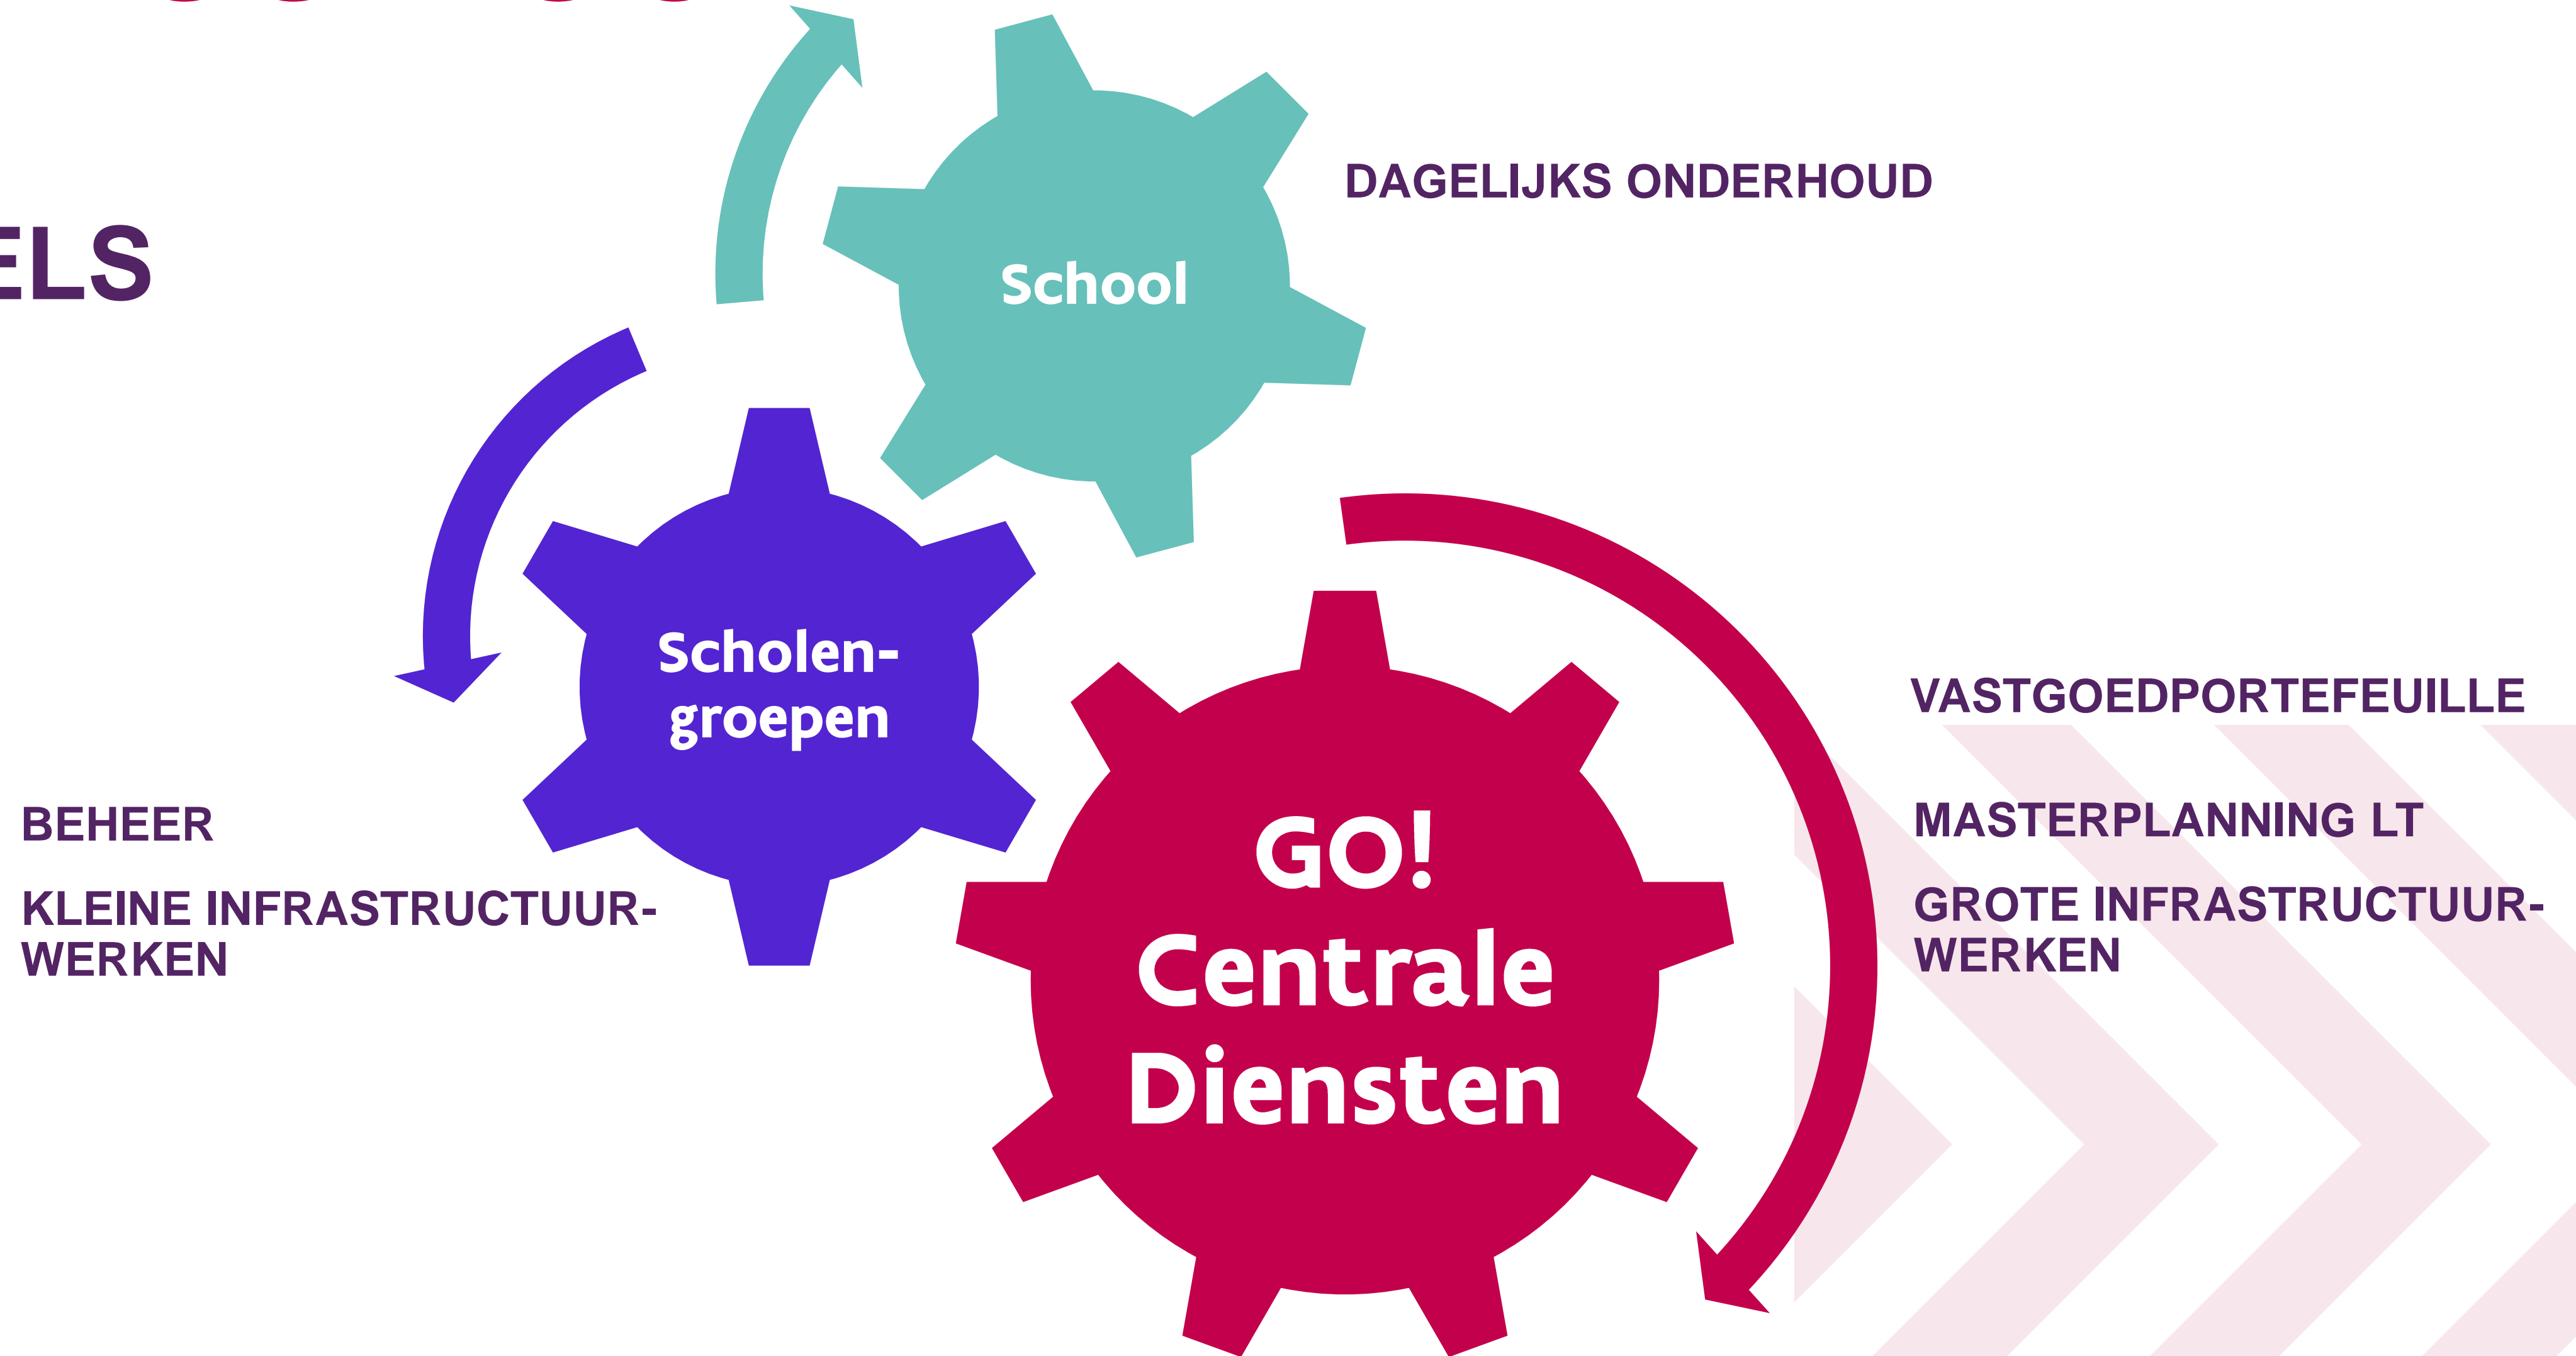 ELS
DAGELIJKS ONDERHOUD
School
Scholen-
groepen
BEHEER
KLEINE INFRASTRUCTUUR-
WERKEN
GO!
Centrale
Diensten
VASTGOEDPORTEFEUILLE
MASTERPLANNING LT
GROTE INFRASTRUCTUUR-
WERKEN